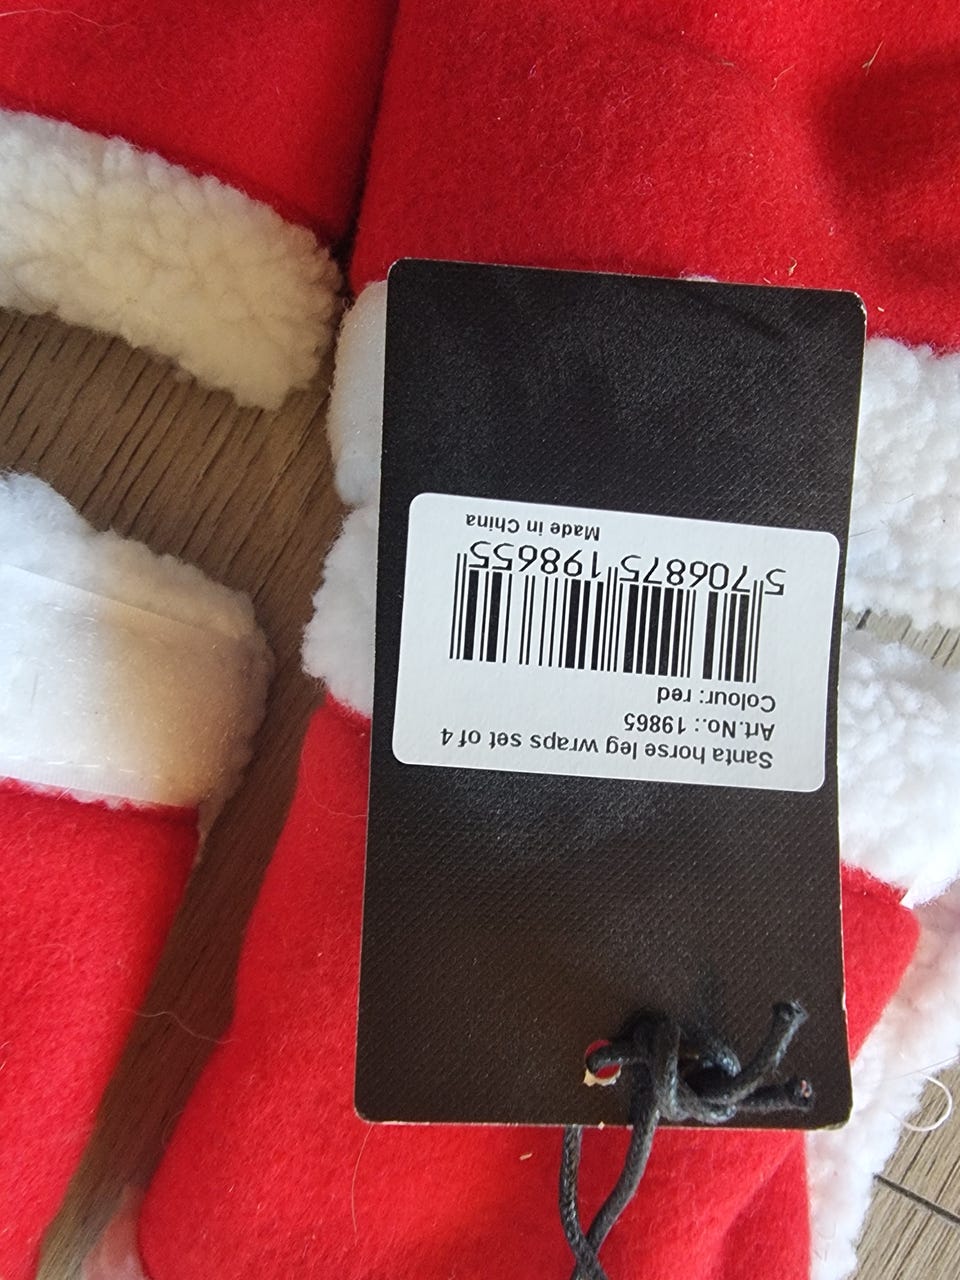 Santa horse leg wraps set of 4
Art.No.: 19865
Colour: red
5 706875 198655
Made in China